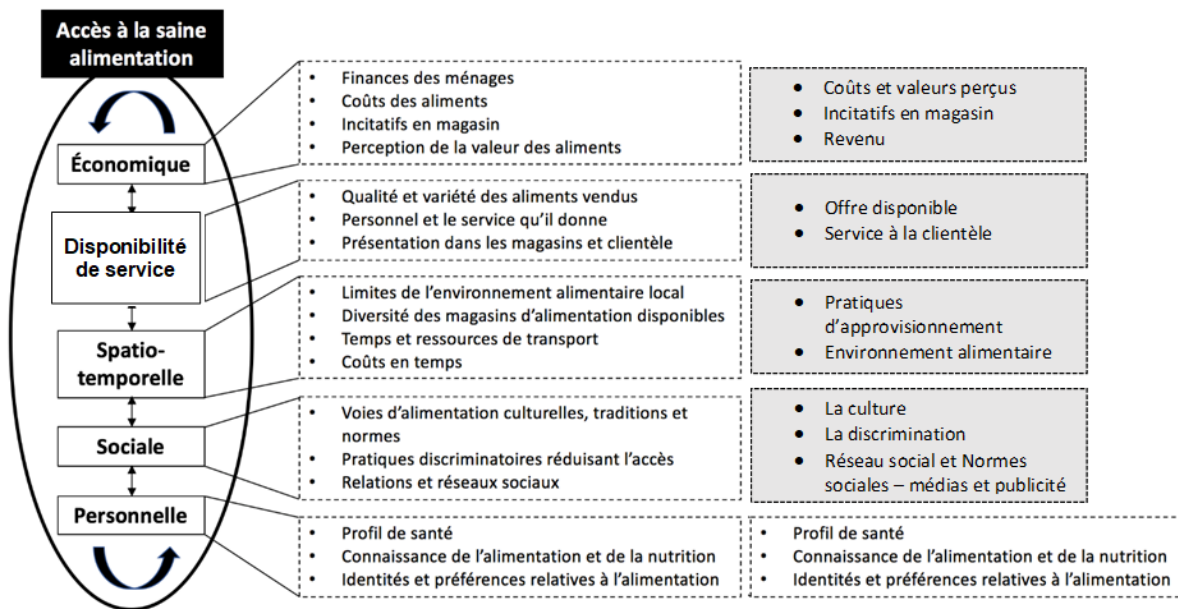 Accès à la saine
alimentation
Économique
• Finances des ménages
• Coûts des aliments
• Incitatifs en magasin
• Perception de la valeur des aliments
• Coûts et valeurs perçus
• Incitatifs en magasin
• Revenu
Disponibilité
de service
• Qualité et variété des aliments vendus
• Personnel et le service qu’il donne
• Présentation dans les magasins et clientèle
• Offre disponible
• Service à la clientèle
Spatio-
temporelle
• Limites de l’environnement alimentaire local
• Diversité des magasins d’alimentation disponibles
• Temps et ressources de transport
• Coûts en temps
• Pratiques
d’approvisionnement
• Environnement alimentaire
Sociale
• Voies d’alimentation culturelles, traditions et
normes
• Pratiques discriminatoires réduisant l’accès
• Relations et réseaux sociaux
• La culture
• La discrimination
• Réseau social et Normes
sociales – médias et publicité
Personnelle
• Profil de santé
• Connaissance de l’alimentation et de la nutrition
• Identités et préférences relatives à l’alimentation
• Profil de santé
• Connaissance de l’alimentation et de la nutrition
• Identités et préférences relatives à l’alimentation